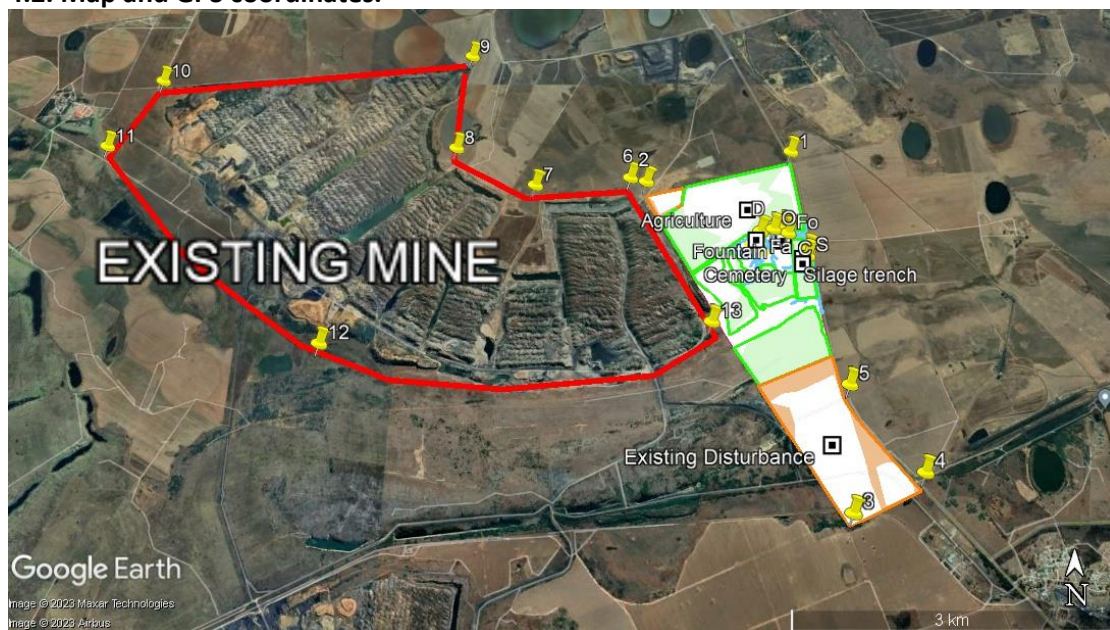 4.2. Map and GPS coordinates.
9
10
11
8
1
7
6
2
D
Agriculture
O
Fo
Fountain
Fa
C
S
Cemetery
Silage trench
EXISTING MINE
13
12
5
Existing Disturbance
4
3
Google Earth
Image © 2023 Maxar Technologies
Image © 2023 Airbus
N
3 km